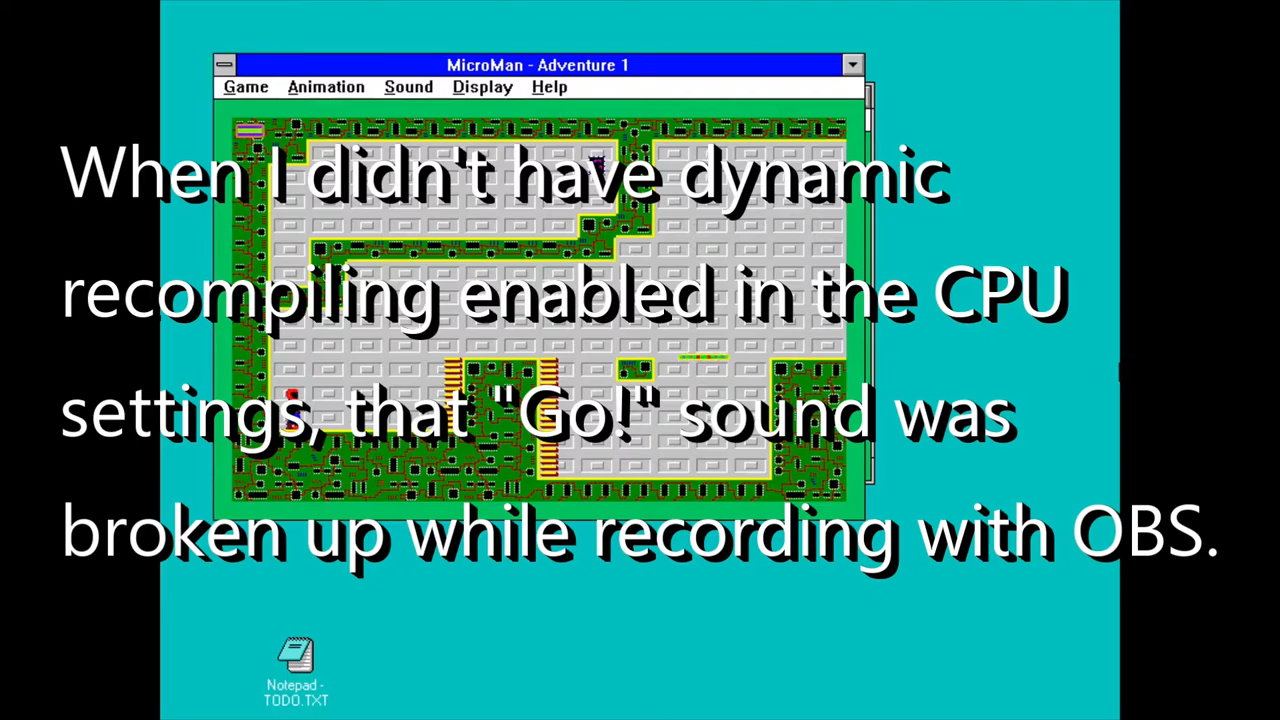 MicroMan - Adventure 1
Game Animation Sound Display Help
When I didn't have dynamic
recompiling enabled in the CPU
settings, that "Go!" sound was
broken up while recording with OBS.
Notepad -
TODO.TXT